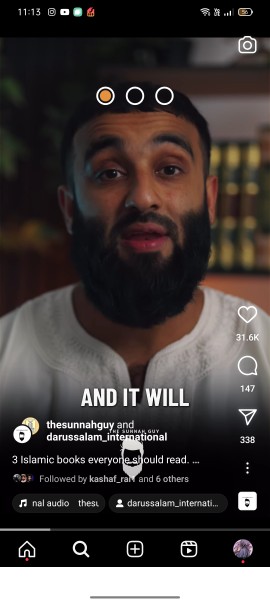 11:13
AND IT WILL
thesunnahguy and
darussalam_international
THE SUNNAH GUY
3 Islamic books everyone should read. ...
Followed by kashaf_rarr and 6 others
nal audio thesu
darussalam_internati...
31.6K
147
338